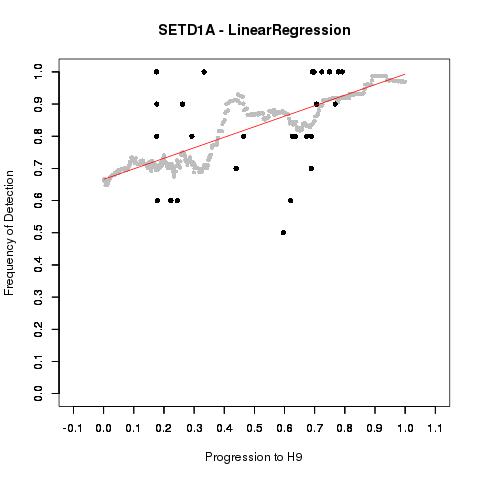 SETD1A - LinearRegression
1.0
0.9
0.8
0.7
0.6
0.5
0.4
0.3
0.2
0.1
0.0
Frequency of Detection
-0.1 0.0 0.1 0.2 0.3 0.4 0.5 0.6 0.7 0.8 0.9 1.0 1.1
Progression to H9